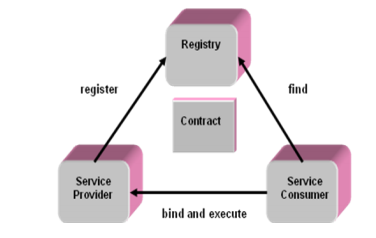 Registry
register
find
Contract
Service
Provider
Service
Consumer
bind and execute